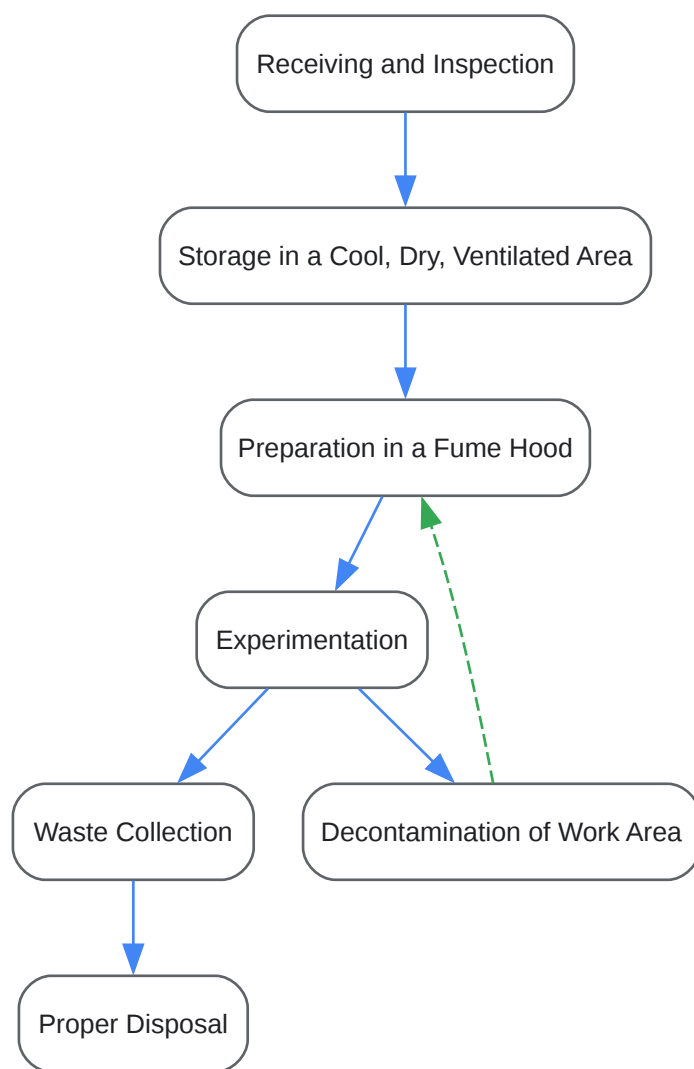 Receiving and Inspection
Storage in a Cool, Dry, Ventilated Area
Preparation in a Fume Hood
Experimentation
Waste Collection
Decontamination of Work Area
Proper Disposal